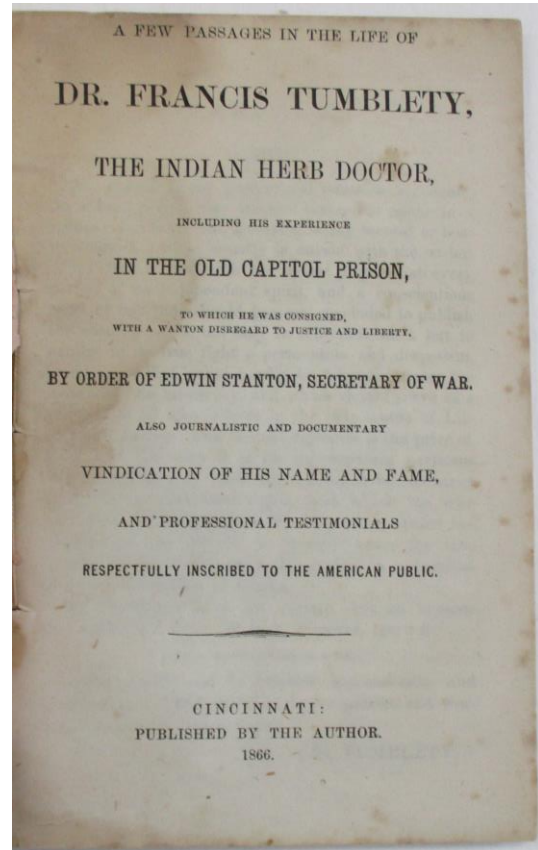 A FEW PASSAGES IN THE LIFE OF
DR. FRANCIS TUMBLETY,
THE INDIAN HERB DOCTOR,
INCLUDING HIS EXPERIENCE
IN THE OLD CAPITOL PRISON,
TO WHICH HE WAS CONSIGNED,
WITH A WANTON DISREGARD TO JUSTICE AND LIBERTY,
BY ORDER OF EDWIN STANTON, SECRETARY OF WAR.
ALSO JOURNALISTIC AND DOCUMENTARY
VINDICATION OF HIS NAME AND FAME,
AND PROFESSIONAL TESTIMONIALS
RESPECTFULLY INSCRIBED TO THE AMERICAN PUBLIC.
CINCINNATI:
PUBLISHED BY THE AUTHOR.
1866.